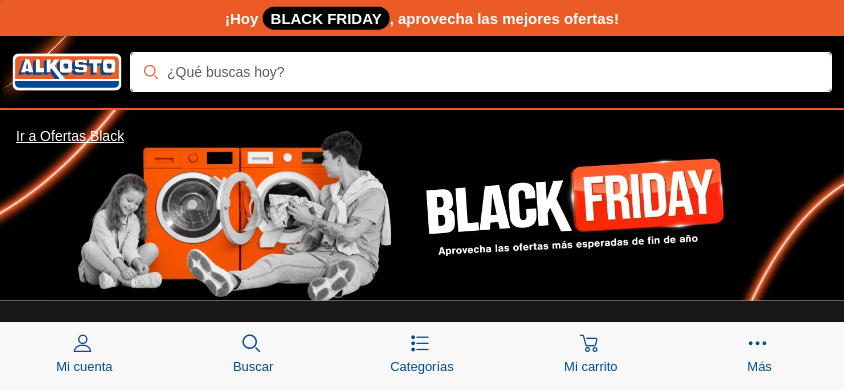 ¡Hoy BLACK FRIDAY, aprovecha las mejores ofertas!
ALKOSTO
¿Qué buscas hoy?
Ir a Ofertas Black
BLACK FRIDAY
Aprovecha las ofertas más esperadas de fin de año
Mi cuenta
Buscar
Categorías
Mi carrito
Más